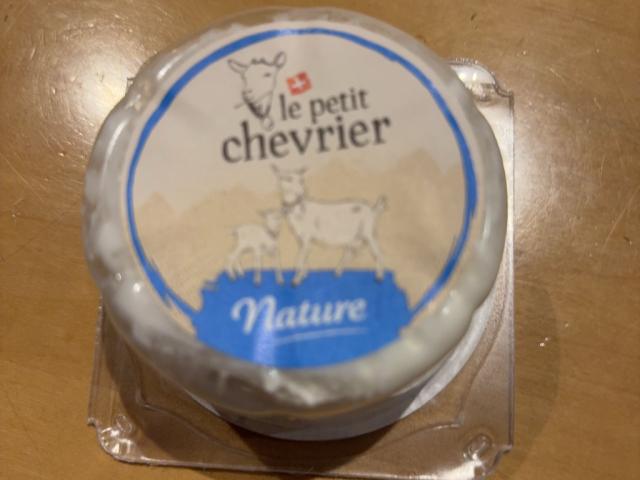 le petit
chevrier
Nature